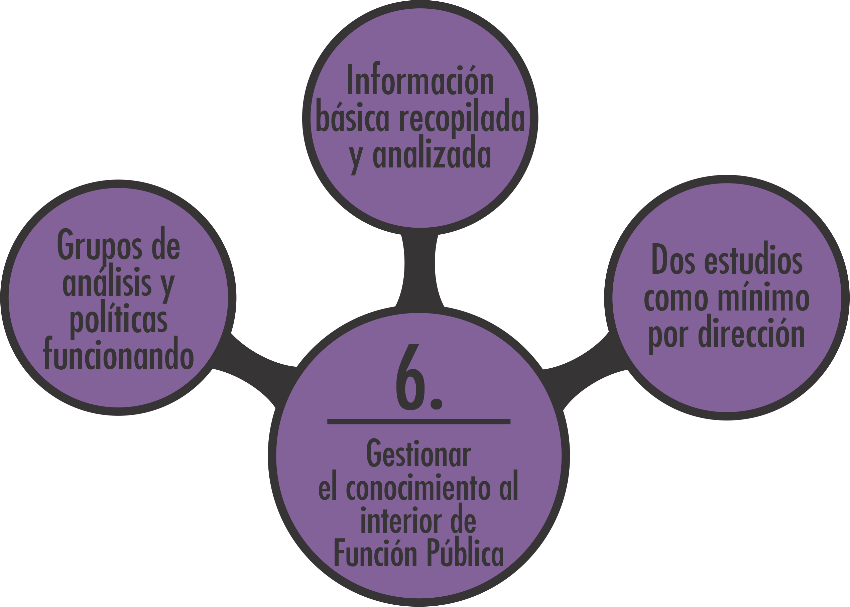 Información
básica recopilada
y analizada
Grupos de
análisis y
políticas
funcionando
Dos estudios
como mínimo
por dirección
6.
Gestionar
el conocimiento al
interior de
Función Pública